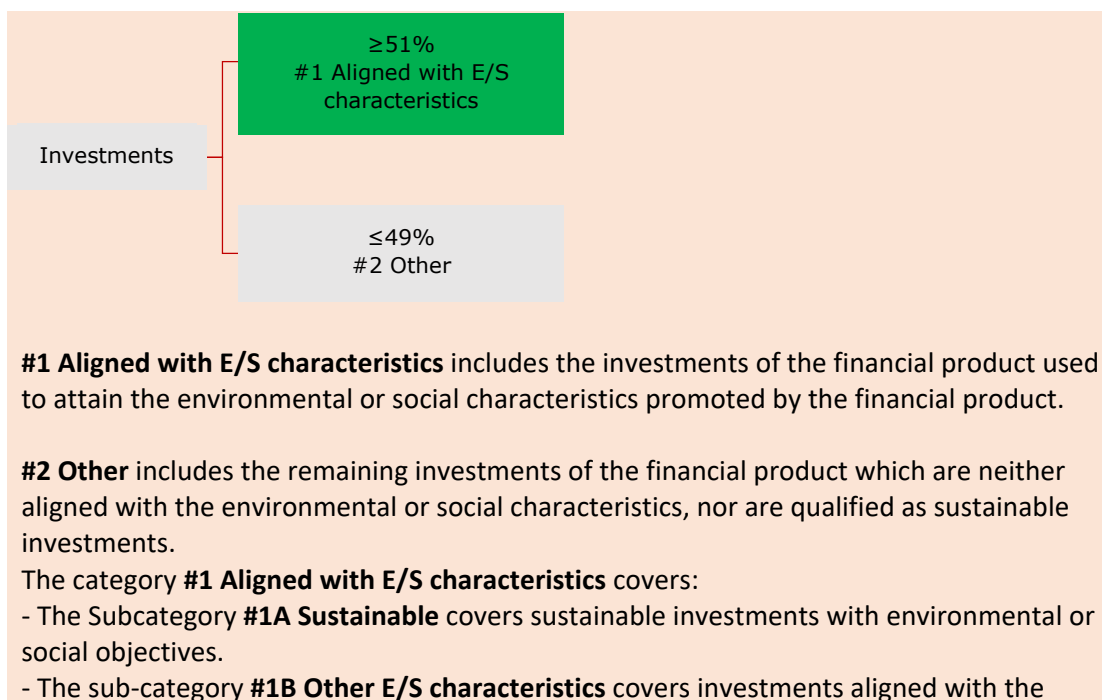 ≥51%
#1 Aligned with E/S
characteristics
Investments
≤49%
#2 Other
#1 Aligned with E/S characteristics includes the investments of the financial product used
to attain the environmental or social characteristics promoted by the financial product.
#2 Other includes the remaining investments of the financial product which are neither
aligned with the environmental or social characteristics, nor are qualified as sustainable
investments.
The category #1 Aligned with E/S characteristics covers:
- The Subcategory #1A Sustainable covers sustainable investments with environmental or
social objectives.
- The sub-category #1B Other E/S characteristics covers investments aligned with the